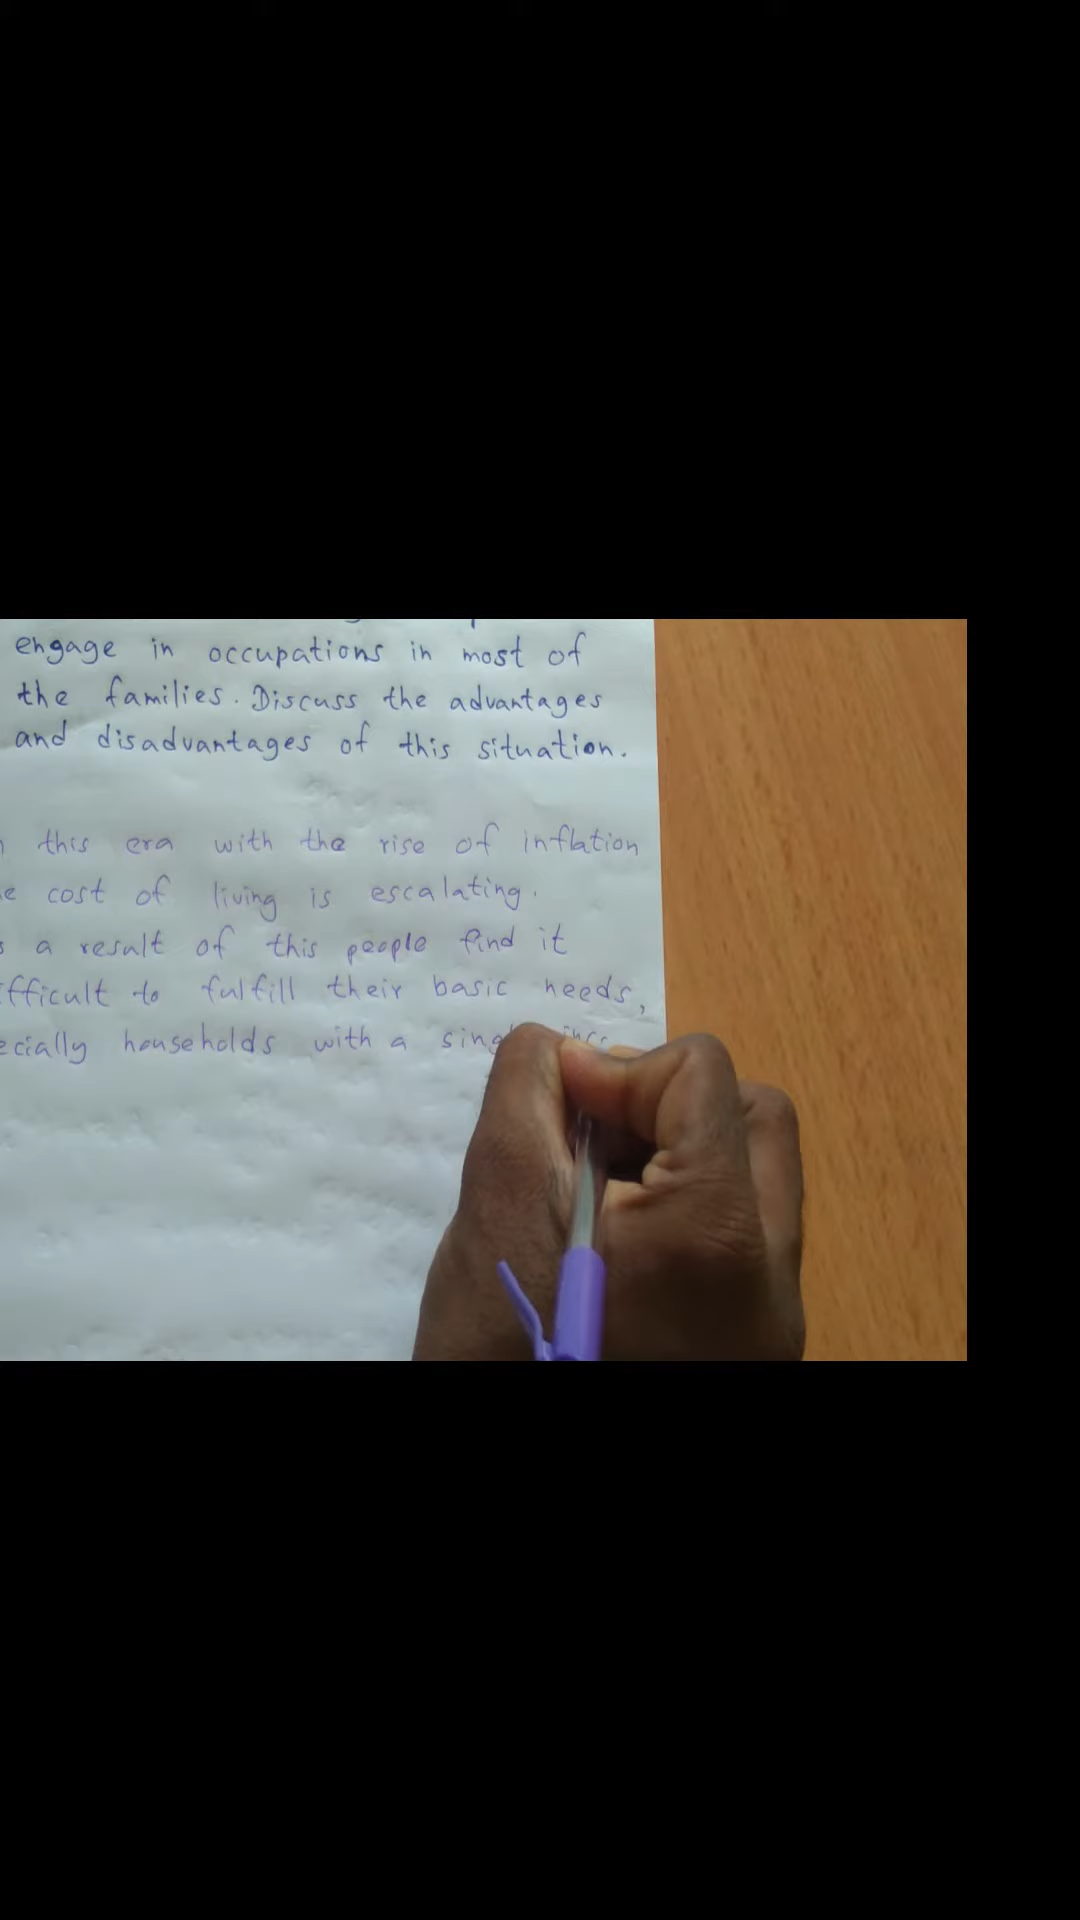 engage in occupations in most of
the families. Discuss the advantages
and disadvantages of this situation.
this era with the rise of inflation
cost of living is escalating.
a result of this people find it
fficult to fulfill their basic needs,
ecially households with a